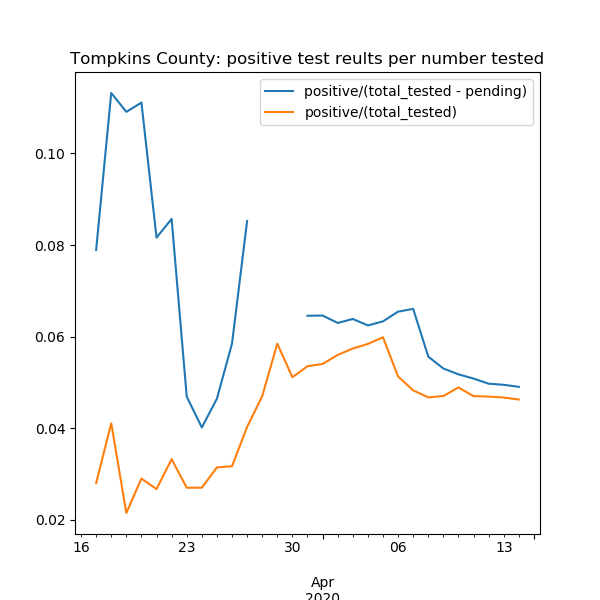 Tompkins County: positive test reults per number tested
positive/(total_tested - pending)
positive/(total_tested)
0.10
0.08
0.06
0.04
0.02
16 23 30 06 13
Apr
2020